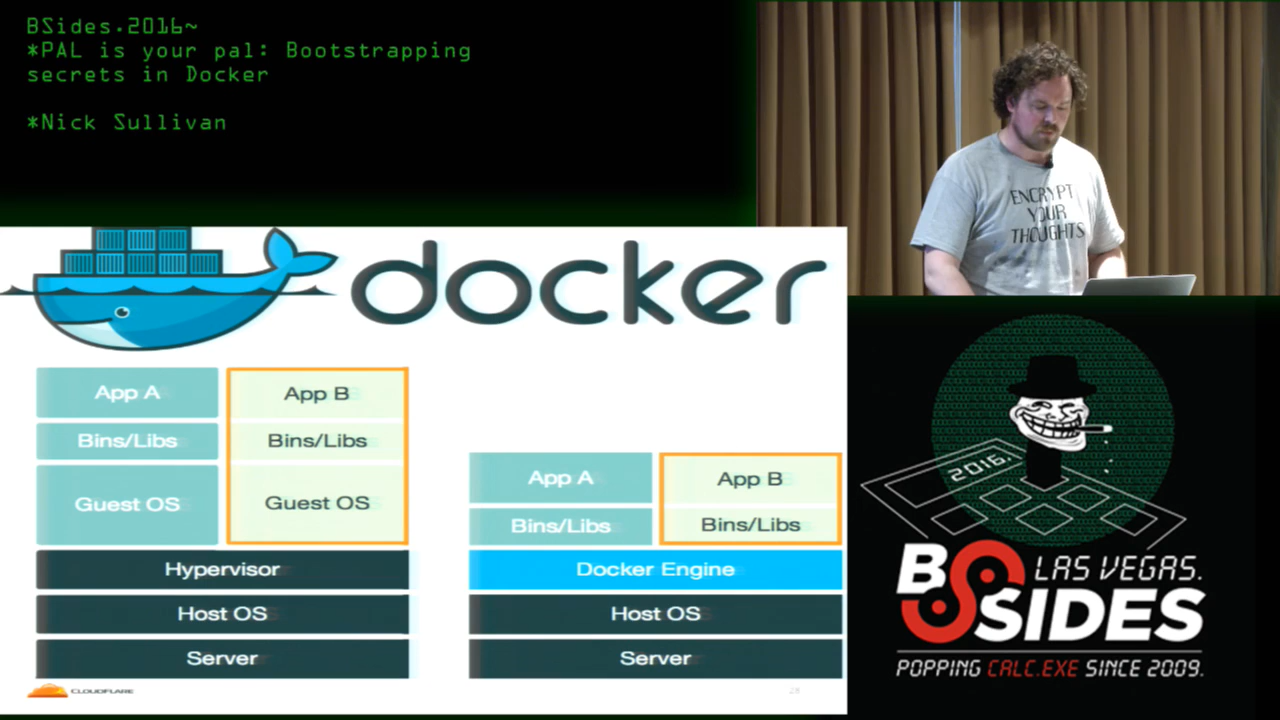 BSides.2016~
*PAL is your pal: Bootstrapping
secrets in Docker
*Nick Sullivan
ENCRYPT
YOUR
THOUGHTS
docker
App A
App B
Bins/Libs
Bins/Libs
Guest OS
Guest OS
Hypervisor
Host OS
Server
App A
App B
Bins/Libs
Bins/Libs
Docker Engine
Host OS
Server
CLOUDFLARE
28
2016.
BSIDES
LAS VEGAS.
POPPING CALC.EXE SINCE 2009.